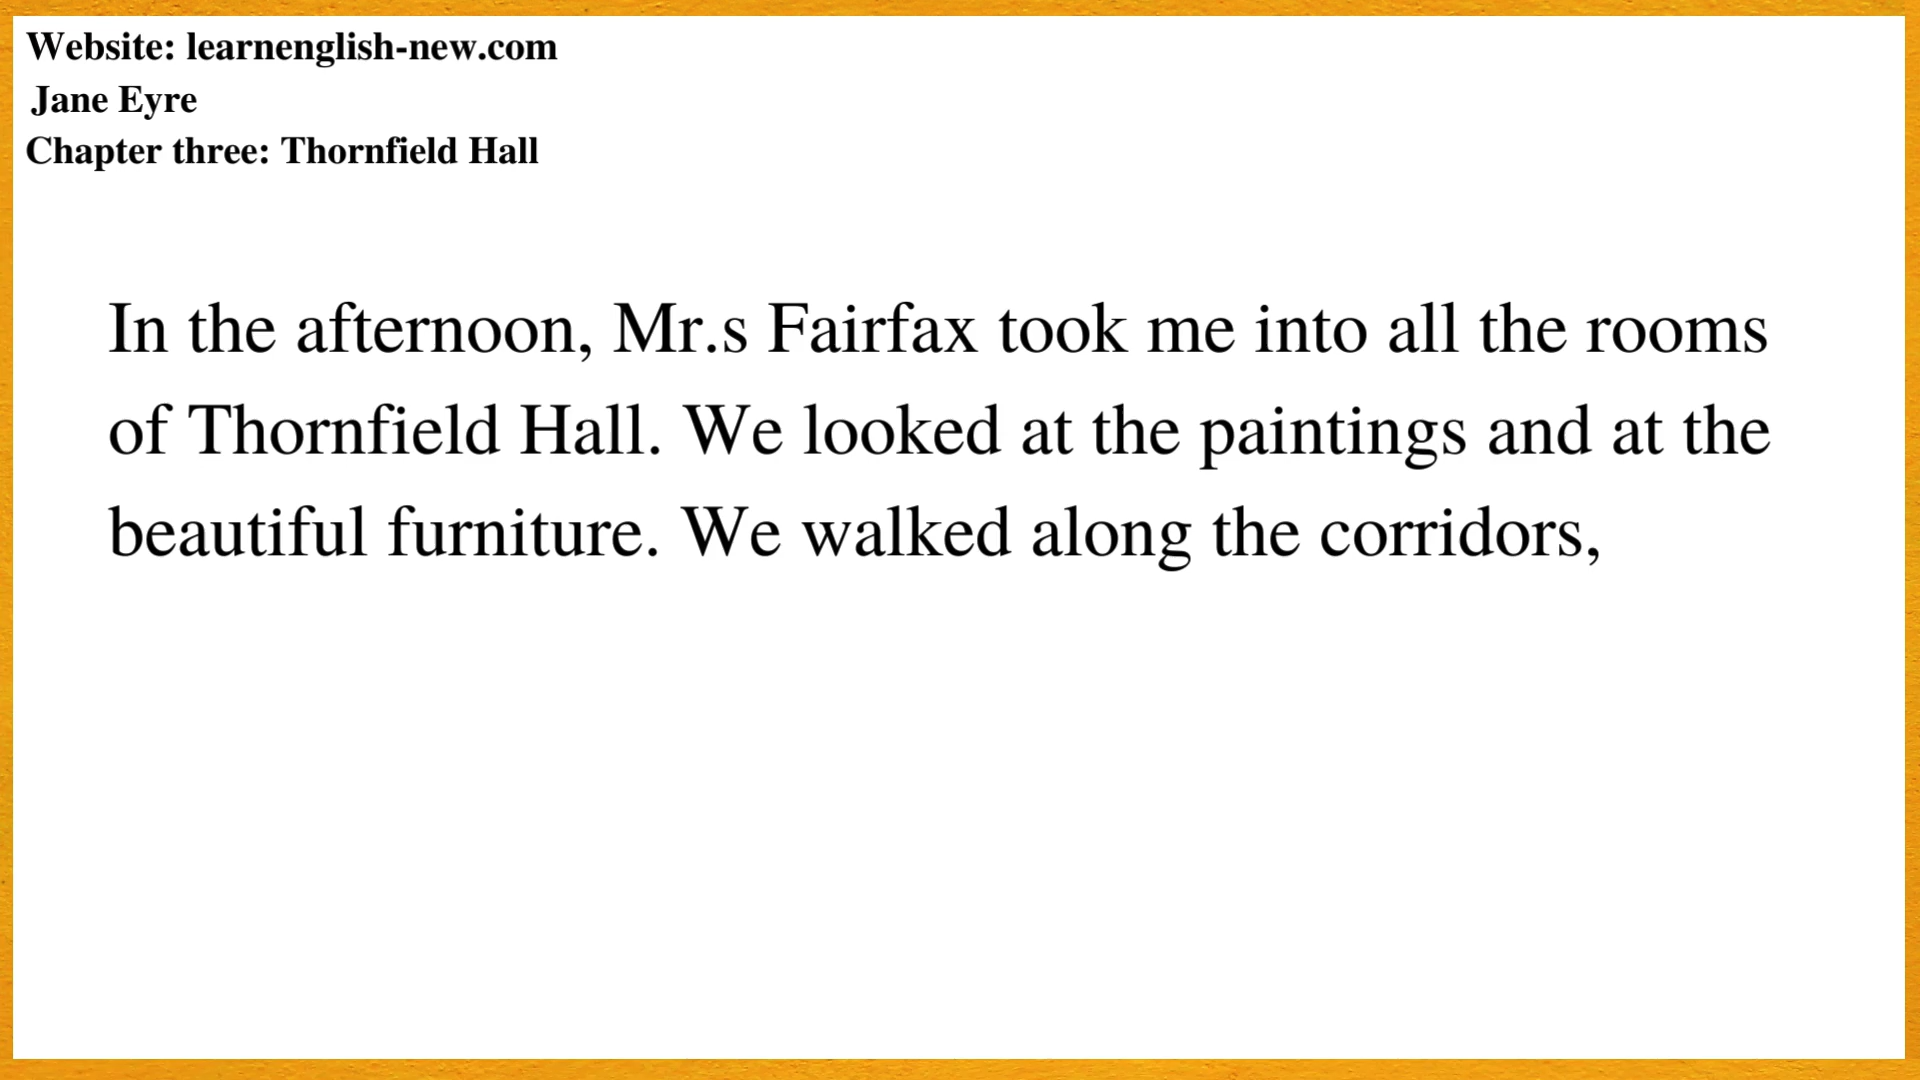 Website: learnenglish-new.com
Jane Eyre
Chapter three: Thornfield Hall
In the afternoon, Mr.s Fairfax took me into all the rooms
of Thornfield Hall. We looked at the paintings and at the
beautiful furniture. We walked along the corridors,